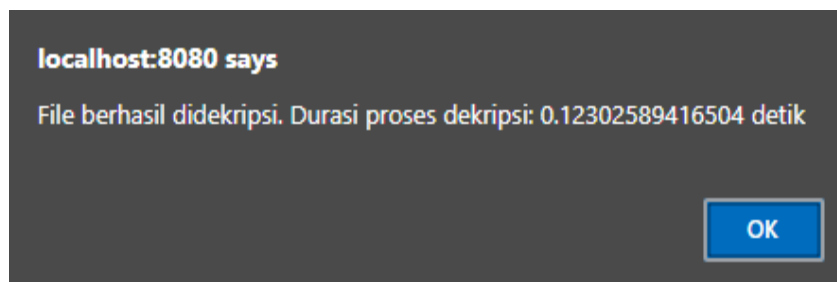 localhost:8080 says
File berhasil didekripsi. Durasi proses dekripsi: 0.12302589416504 detik
OK